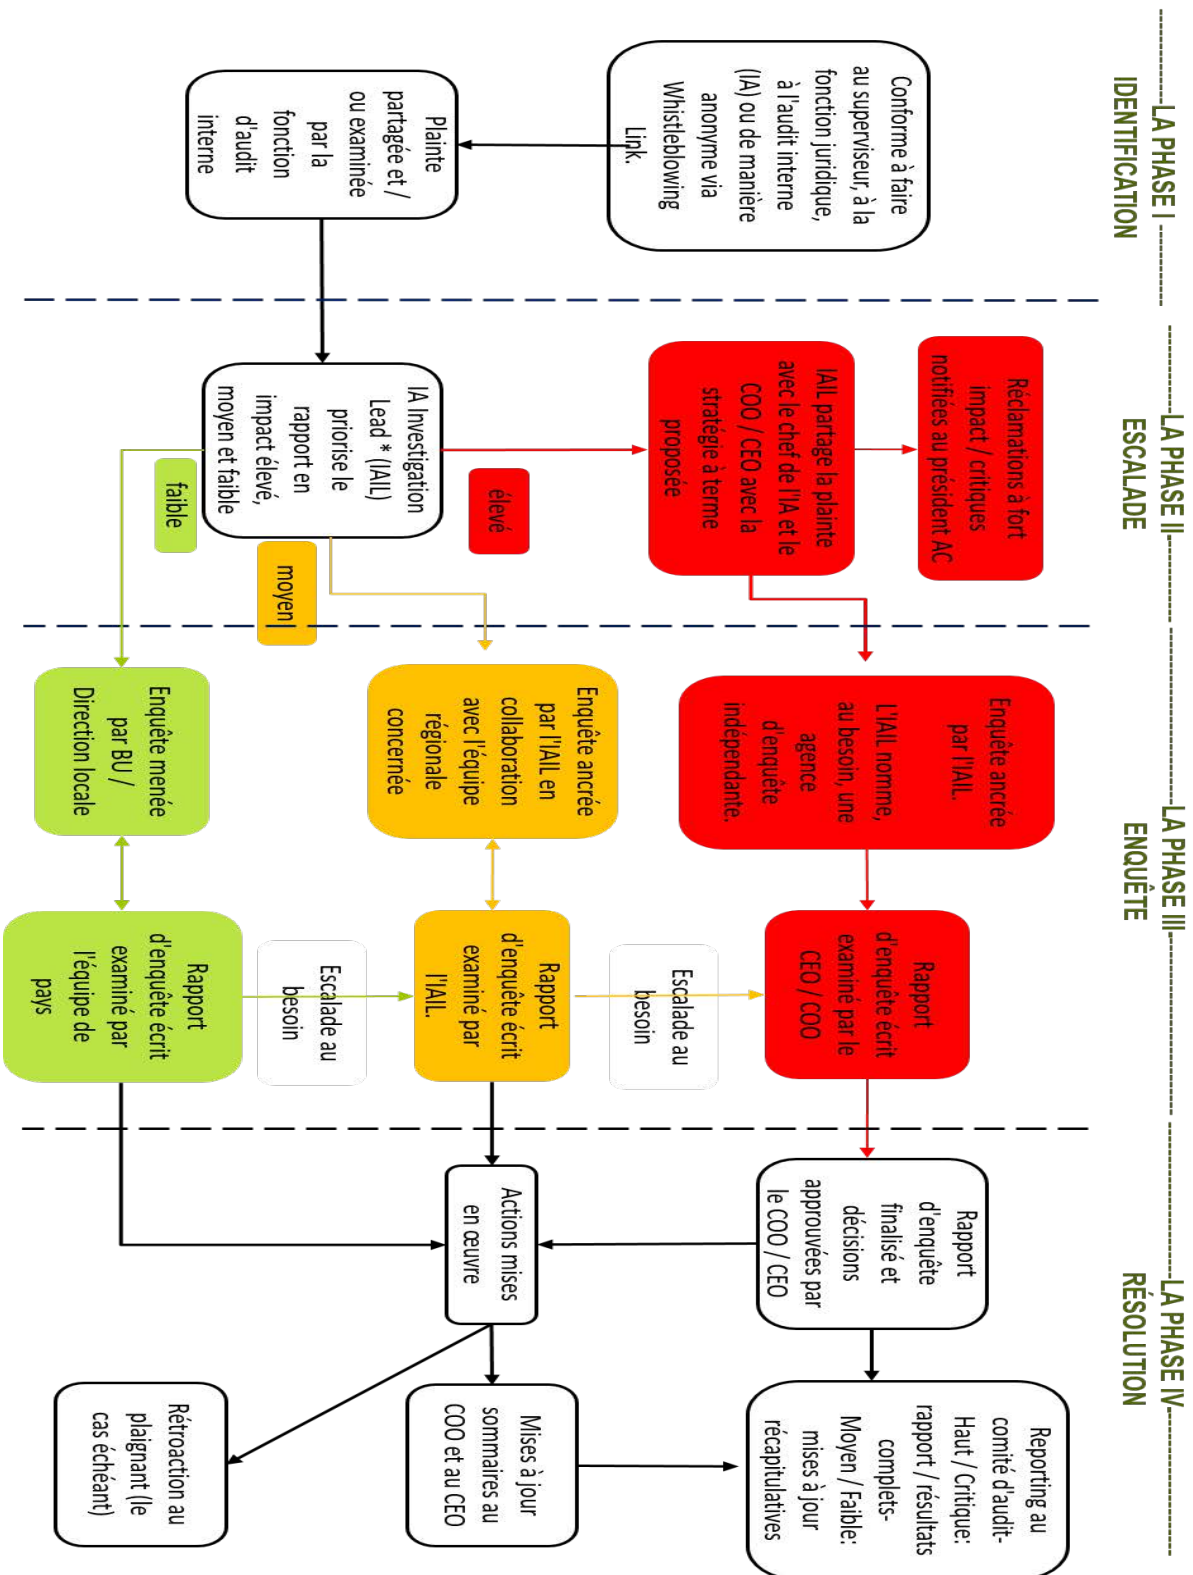 -----------LA PHASE I -----------
IDENTIFICATION
-----------LA PHASE II-----------
ESCALADE
-----------LA PHASE III-----------
ENQUÊTE
-----------LA PHASE IV-----------
RÉSOLUTION
Conforme à faire
au superviseur, à la
fonction juridique,
à l'audit interne
(IA) ou de manière
anonyme via
Whistleblowing
Link.
Plainte
partagée et /
ou examinée
par la
fonction
d'audit
interne
Réclamations à fort
impact / critiques
notifiées au président AC
IAIL partage la plainte
avec le chef de l'IA et le
COO / CEO avec la
stratégie à terme
proposée
élevé
IA Investigation
Lead * (IAIL)
priorise le
rapport en
impact élevé,
moyen et faible
moyen
faible
Enquête ancrée
par l'IAIL.
L'IAIL nomme,
au besoin, une
agence
d'enquête
indépendante.
Enquête ancrée
par l'IAIL en
collaboration
avec l'équipe
régionale
concernée
Enquête menée
par BU /
Direction locale
Rapport
d'enquête écrit
examiné par le
CEO / COO
Escalade au
besoin
Rapport
d'enquête écrit
examiné par
l'IAIL.
Escalade au
besoin
Rapport
d'enquête écrit
examiné par
l'équipe de
pays
Rapport
d'enquête
finalisé et
décisions
approuvées par
le COO / CEO
Actions mises
en œuvre
Reporting au
comité d'audit-
Haut / Critique:
rapport / résultats
complets-
Moyen / Faible:
mises à jour
récapitulatives
Mises à jour
sommaires au
COO et au CEO
Rétroaction au
plaignant (le
cas échéant)